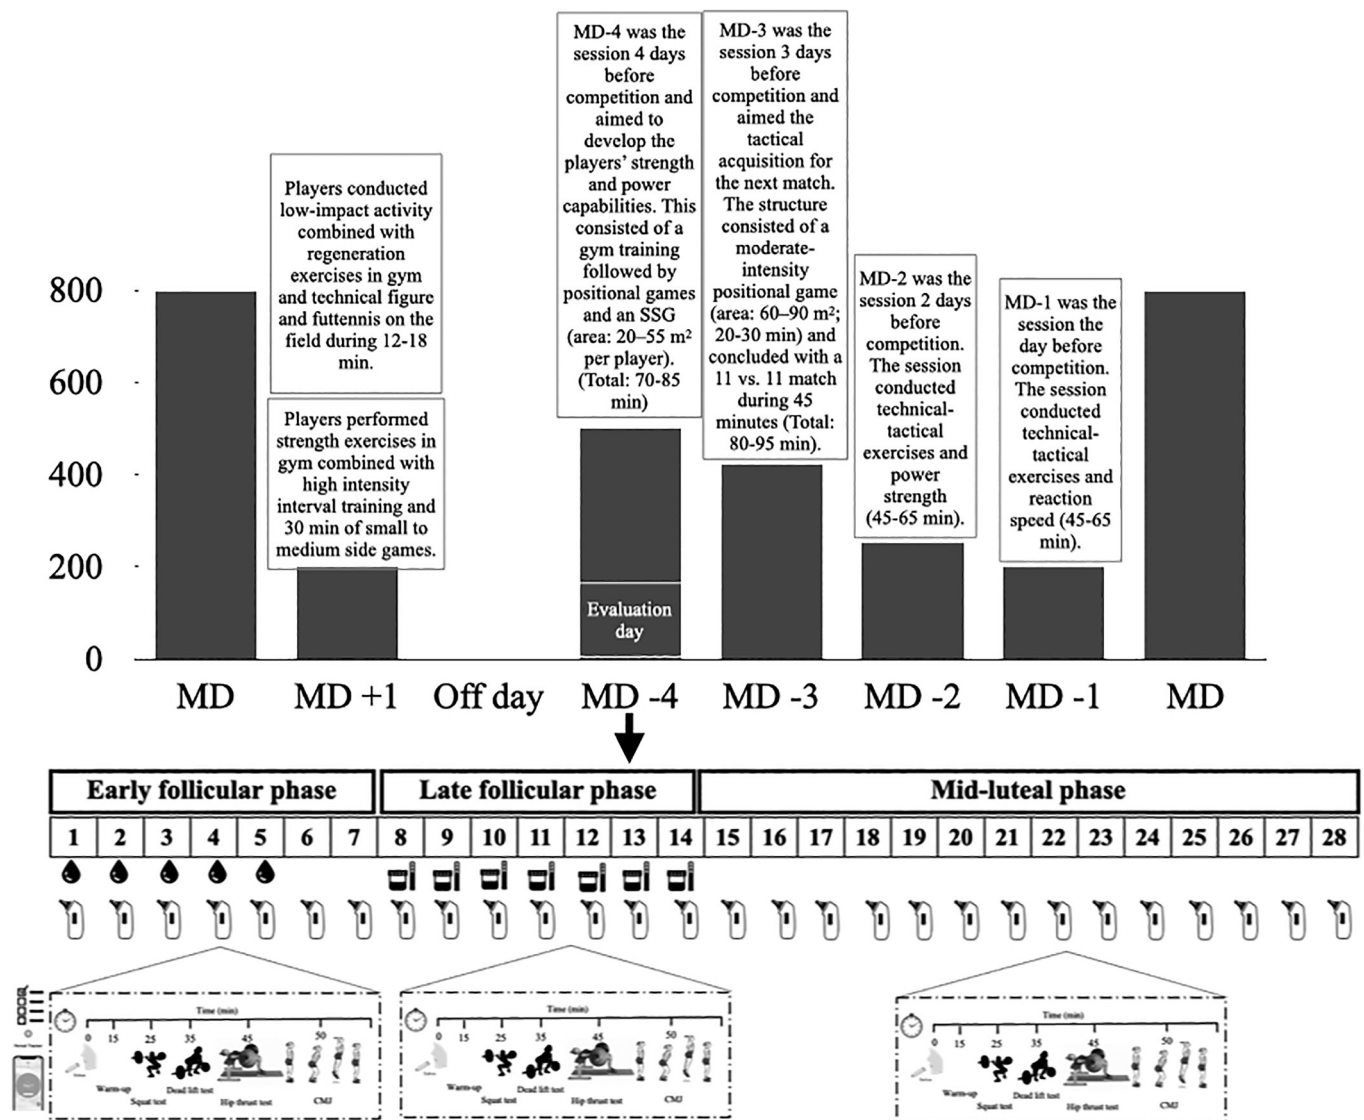 MD-4 was the
session 4 days
before
competition and
aimed to
develop the
players’ strength
and power
capabilities. This
consisted of a
gym training
followed by
positional games
and an SSG
(area: 20–55 m²
per player).
(Total: 70-85
min)
MD-3 was the
session 3 days
before
competition and
aimed the
tactical
acquisition for
the next match.
The structure
consisted of a
moderate-
intensity
positional game
(area: 60–90 m²;
20-30 min) and
concluded with a
11 vs. 11 match
during 45
minutes (Total:
80-95 min).
Players conducted
low-impact activity
combined with
regeneration
exercises in gym
and technical figure
and futtennis on the
field during 12-18
min.
Players performed
strength exercises in
gym combined with
high intensity
interval training and
30 min of small to
medium side games.
MD-2 was the
session 2 days
before
competition.
The session
conducted
technical-
tactical
exercises and
power
strength
(45-65 min).
MD-1 was the
session the
day before
competition.
The session
conducted
technical-
tactical
exercises and
reaction
speed (45-65
min).
800
600
400
200
0
Evaluation
day
MD MD +1 Off day MD -4 MD -3 MD -2 MD -1 MD
Early follicular phase Late follicular phase Mid-luteal phase
1 2 3 4 5 6 7 8 9 10 11 12 13 14 15 16 17 18 19 20 21 22 23 24 25 26 27 28
Time (min)
0 15 25 35 45 50
Warm-up Dead lift test
Squat test Hip thrust test CMJ
Time (min)
0 15 25 35 45 50
Warm-up Dead lift test
Squat test Hip thrust test CMJ
Time (min)
0 15 25 35 45 50
Warm-up Dead lift test
Squat test Hip thrust test CMJ